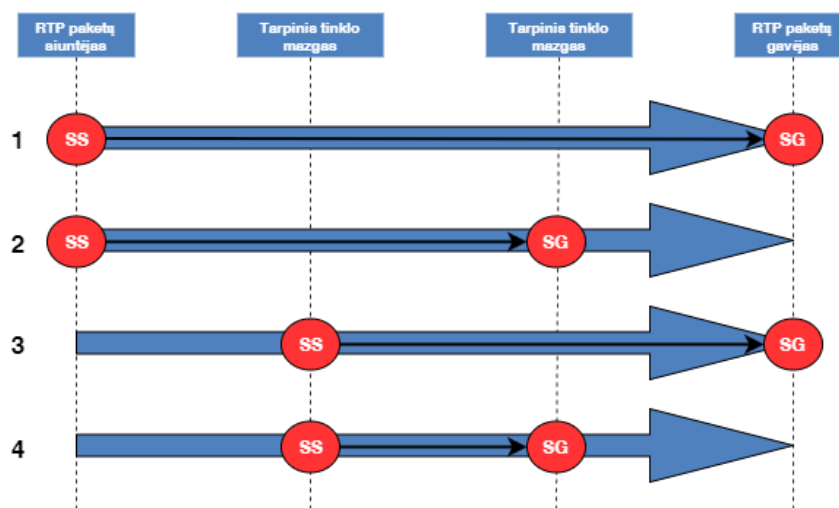 RTP paketų
siuntėjas
Tarpinis tinklo
mazgas
Tarpinis tinklo
mazgas
RTP paketų
gavėjas
1
SS
SG
2
SS
SG
3
SS
SG
4
SS
SG